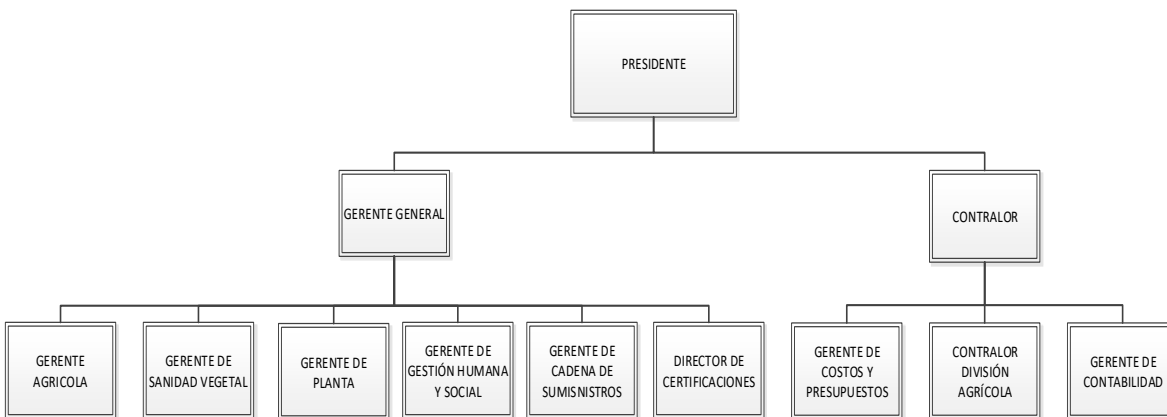 PRESIDENTE
GERENTE GENERAL
CONTRALOR
GERENTE
AGRICOLA
GERENTE DE
SANIDAD VEGETAL
GERENTE DE
PLANTA
GERENTE DE
GESTIÓN HUMANA
Y SOCIAL
GERENTE DE
CADENA DE
SUMISNISTROS
DIRECTOR DE
CERTIFICACIONES
GERENTE DE
COSTOS Y
PRESUPUESTOS
CONTRALOR
DIVISIÓN
AGRÍCOLA
GERENTE DE
CONTABILIDAD